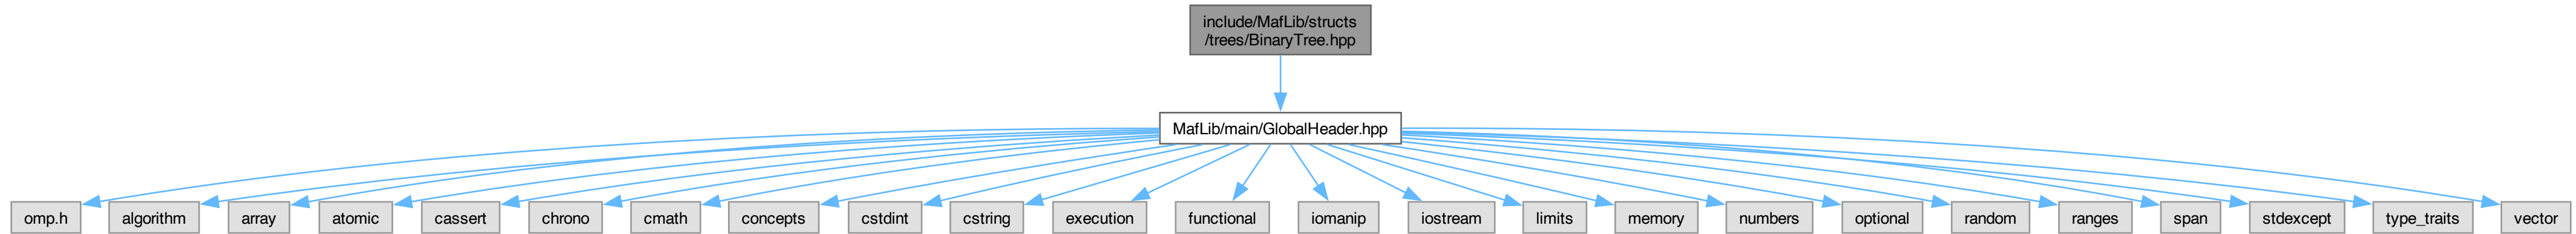 include/MafLib/structs
/trees/BinaryTree.hpp
MafLib/main/GlobalHeader.hpp
omp.h
algorithm
array
atomic
cassert
chrono
cmath
concepts
cstdint
cstring
execution
functional
iomanip
iostream
limits
memory
numbers
optional
random
ranges
span
stdexcept
type_traits
vector